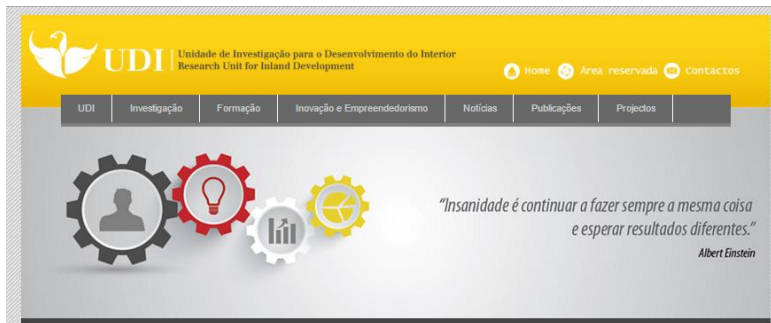 UDI
Unidade de Investigação para o Desenvolvimento do Interior
Research Unit for Inland Development
Home Área reservada Contactos
UDI Investigação Formação Inovação e Empreendedorismo Notícias Publicações Projectos
“Insanidade é continuar a fazer sempre a mesma coisa
e esperar resultados diferentes.”
Albert Einstein